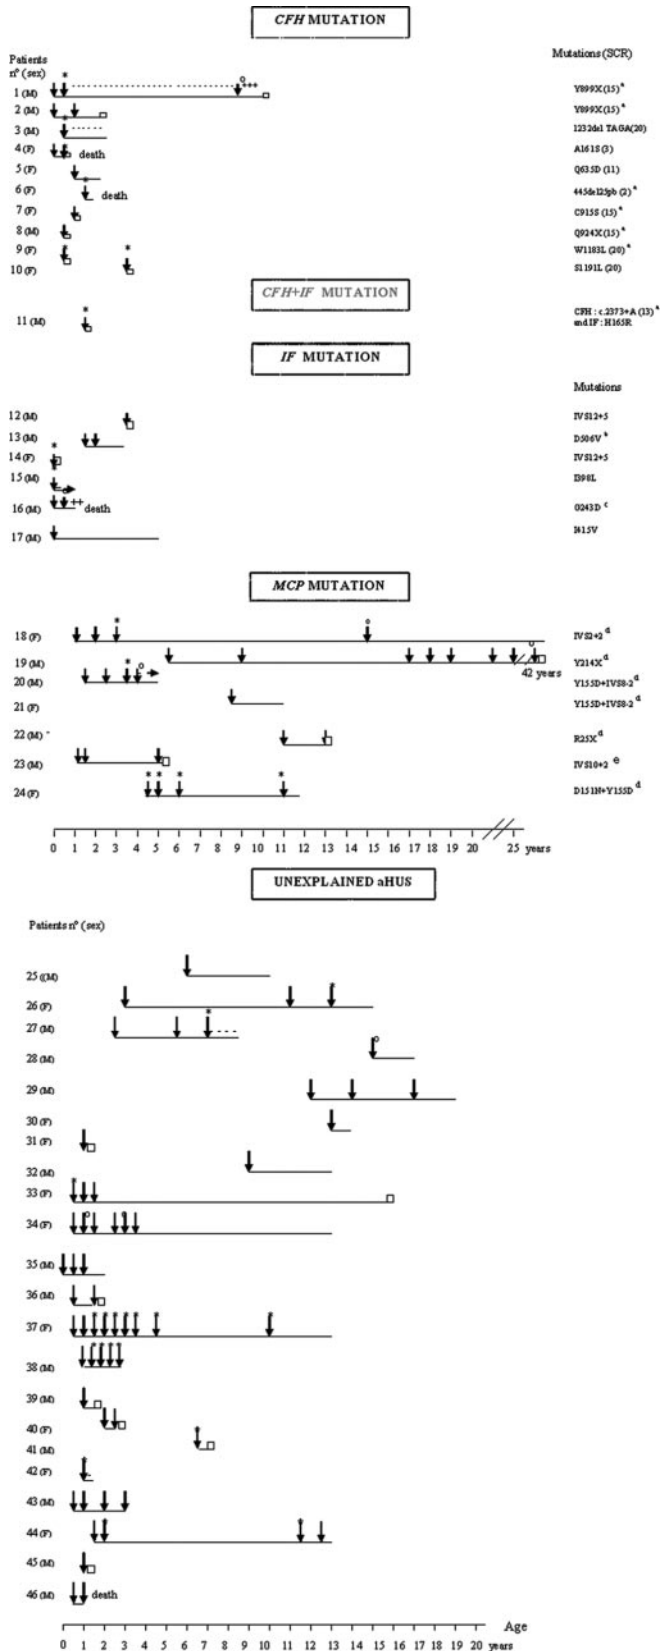 CFH MUTATION
Patients
n° (sex)
Mutations (SCR)
1 (M) Y899X (15) a
2 (M) Y899X (15) a
3 (M) 1232del TAGA(20)
4 (F) death A161S (3)
5 (F) Q635D (11)
6 (F) death 445del25pb (2) a
7 (F) C915S (15) a
8 (M) Q924X (15) a
9 (F) W1183L (20) a
10 (F) S1191L (20)
CFH+IF MUTATION
11 (M) CFH : c.2373+A (13) a
and IF : H165R
IF MUTATION
Mutations
12 (M) IVS12+5
13 (M) D506V
14 (F) IVS12+5
15 (M) I398L
16 (M) ++ death G243D c
17 (M) I415V
MCP MUTATION
18 (F) IVS2+2 d
19 (M) 42 years Y214X d
20 (M) Y155D+IVS8-2 d
21 (F) Y155D+IVS8-2 d
22 (M) R25X d
23 (M) IVS10+2 e
24 (F) D151N+Y155D d
0 1 2 3 4 5 6 7 8 9 10 11 12 13 14 15 16 17 18 19 20 25 years
UNEXPLAINED aHUS
Patients n° (sex)
25 ((M)
26 (F)
27 (M)
28 (M)
29 (M)
30 (F)
31 (F)
32 (M)
33 (F)
34 (F)
35 (M)
36 (M)
37 (F)
38 (M)
39 (M)
40 (F)
41 (M)
42 (F)
43 (M)
44 (F)
45 (M)
46 (M) death
Age
0 1 2 3 4 5 6 7 8 9 10 11 12 13 14 15 16 17 18 19 20 years